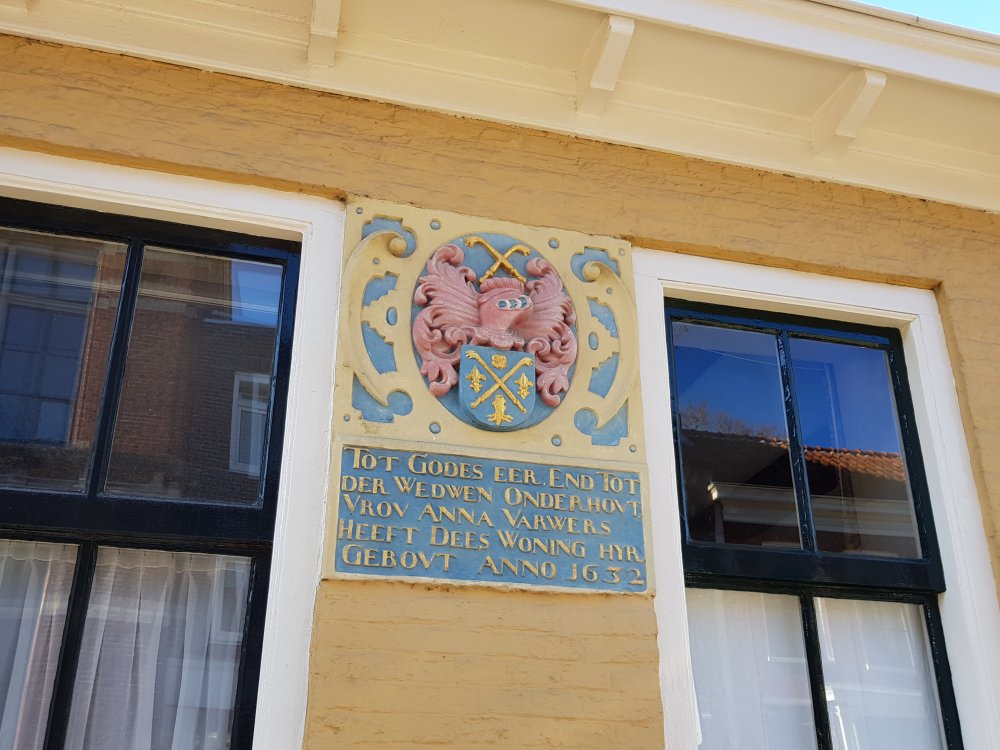 TOT GODES EER. END TOT
DER WEDWEN ONDERHOVT,
VROV ANNA VARWERS
HEEFT DEES WONING HYR
GEBOVT ANNO 1632